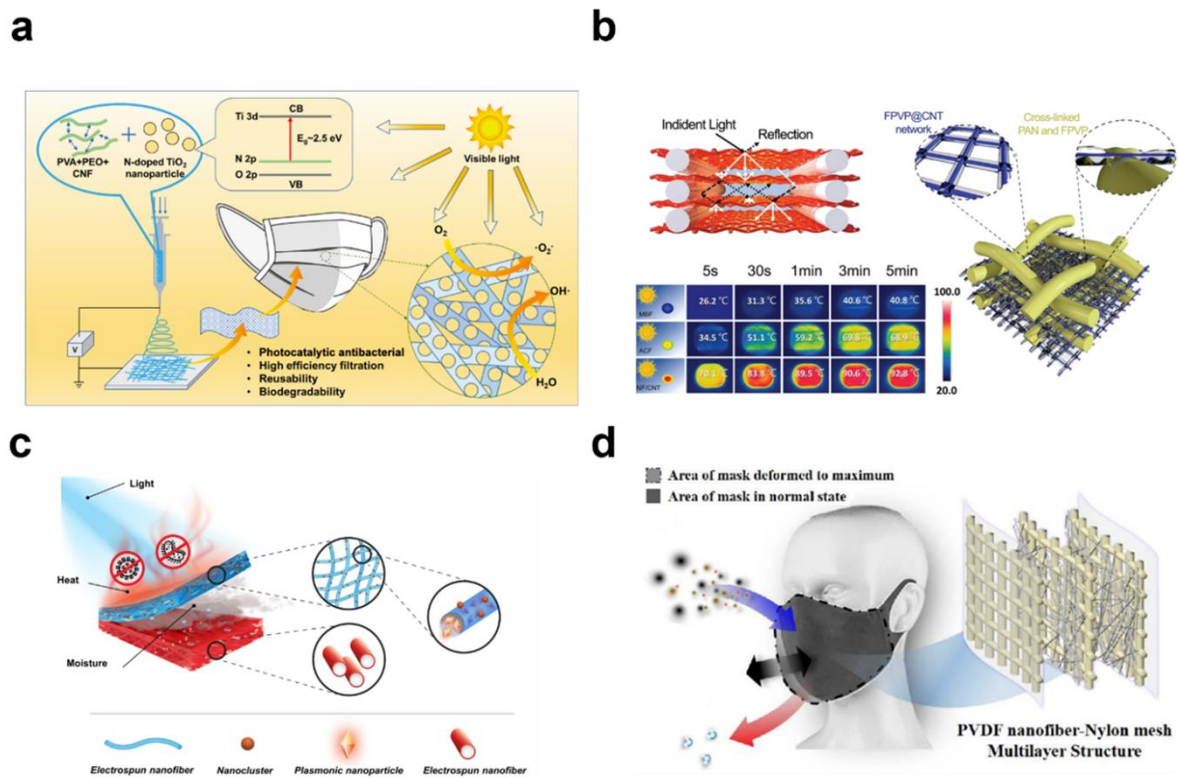 a
PVA+PEO+
CNF
+
N-doped TiO₂
nanoparticle
Ti 3d
CB
E₉~2.5 eV
N 2p
O 2p
VB
Visible light
O₂
·O₂⁻
OH·
H₂O
V
• Photocatalytic antibacterial
• High efficiency filtration
• Reusability
• Biodegradability
b
Indident Light
Reflection
FPVP@CNT
network
Cross-linked
PAN and FPVP
5s 30s 1min 3min 5min
MBF 26.2 °C 31.3 °C 35.6 °C 40.6 °C 40.8 °C
ACF 34.5 °C 51.1 °C 59.2 °C 69.8 °C 68.9 °C
NF/CNT 70.1 °C 83.8 °C 89.5 °C 90.6 °C 92.8 °C
100.0
20.0
c
Light
Heat
Moisture
Electrospun nanofiber
Nanocluster
Plasmonic nanoparticle
Electrospun nanofiber
d
Area of mask deformed to maximum
Area of mask in normal state
PVDF nanofiber-Nylon mesh
Multilayer Structure